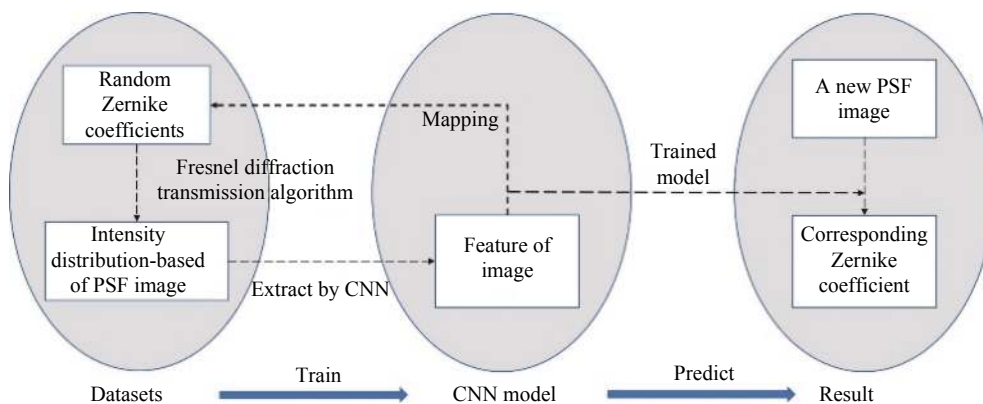 Random
Zernike
coefficients
Fresnel diffraction
transmission algorithm
Intensity
distribution-based
of PSF image
Extract by CNN
Mapping
Feature of
image
Trained
model
A new PSF
image
Corresponding
Zernike
coefficient
Datasets
Train
CNN model
Predict
Result